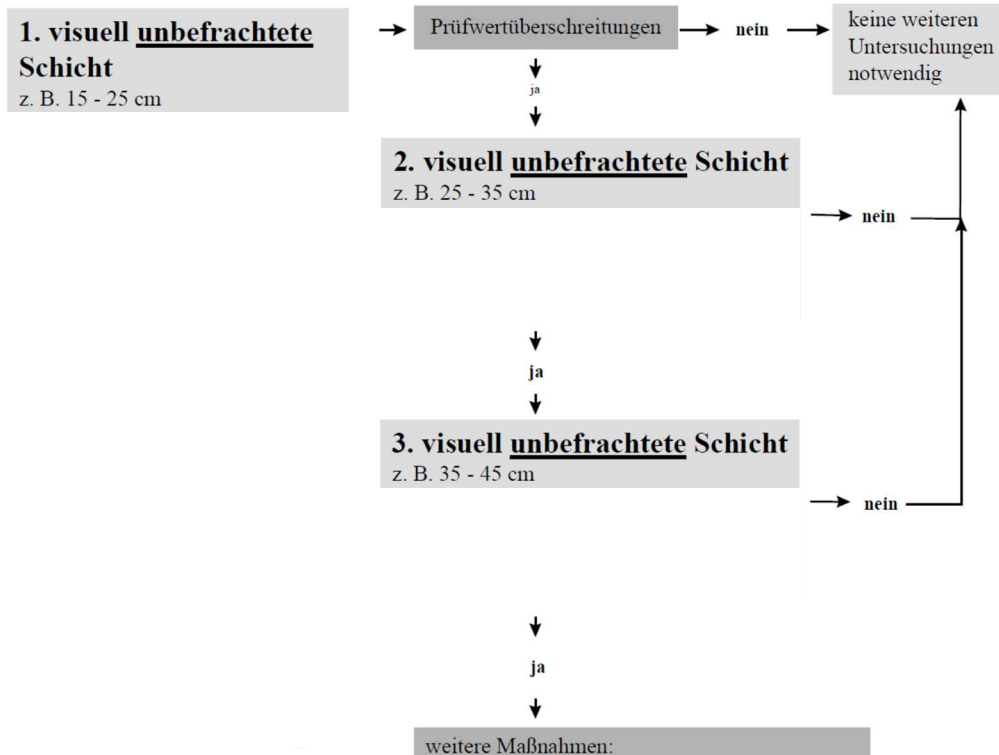 1. visuell unbefrachtete
Schicht
z. B. 15 - 25 cm
Prüfwertüberschreitungen
nein
keine weiteren
Untersuchungen
notwendig
ja
2. visuell unbefrachtete Schicht
z. B. 25 - 35 cm
nein
ja
3. visuell unbefrachtete Schicht
z. B. 35 - 45 cm
nein
ja
weitere Maßnahmen: